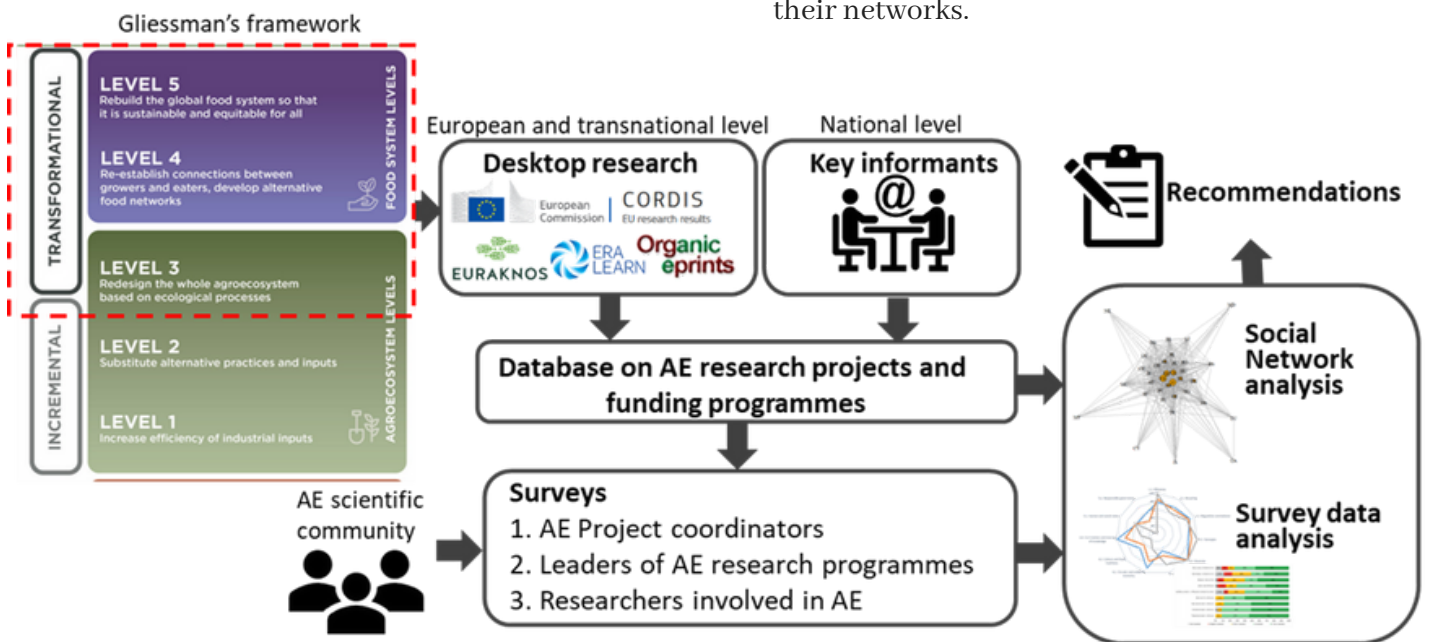 their networks.
Gliessman's framework
TRANSFORMATIONAL
INCREMENTAL
LEVEL 5
Rebuild the global food system so that
it is sustainable and equitable for all
LEVEL 4
Re-establish connections between
growers and eaters, develop alternative
food networks
FOOD SYSTEM LEVELS
LEVEL 3
Redesign the whole agroecosystem
based on ecological processes
LEVEL 2
Substitute alternative practices and inputs
LEVEL 1
Increase efficiency of industrial inputs
AGROECOSYSTEM LEVELS
European and transnational level
Desktop research
European
Commission
CORDIS
EU research results
EURAKNOS
ERA
LEARN
Organic
eprints
National level
Key informants
@
Database on AE research projects and
funding programmes
AE scientific
community
Surveys
1. AE Project coordinators
2. Leaders of AE research programmes
3. Researchers involved in AE
Recommendations
Social
Network
analysis
Survey data
analysis